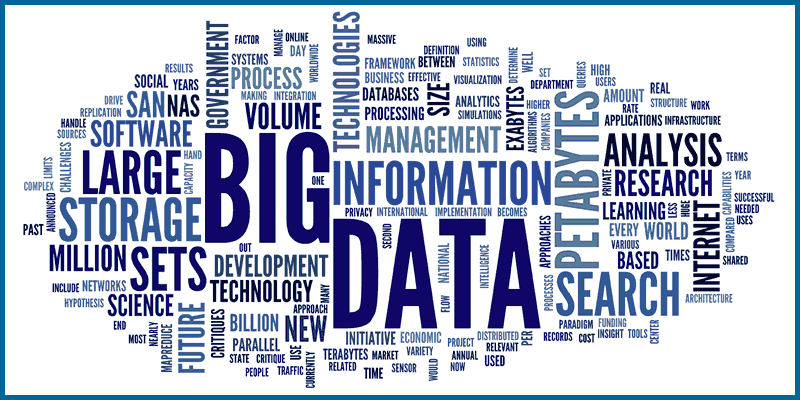 BIG
DATA
INFORMATION
STORAGE
PETABYTES
SEARCH
LARGE
SETS
ANALYSIS
MANAGEMENT
TECHNOLOGIES
GOVERNMENT
SOFTWARE
VOLUME
PROCESS
SAN
NAS
MILLION
DEVELOPMENT
TECHNOLOGY
SCIENCE
FUTURE
NEW
BILLION
CRITIQUES
PARALLEL
RESEARCH
LEARNING
INTERNET
WORLD
EVERY
BASED
TIMES
SIZE
EXABYTES
DATABASES
PROCESSING
ANALYTICS
SIMULATIONS
FRAMEWORK
BETWEEN
BUSINESS
EFFECTIVE
VISUALIZATION
STATISTICS
DEFINITION
USING
MASSIVE
DETERMINE
WELL
SET
DEPARTMENT
QUERIES
HIGH
USERS
HIGHER
ALGORITHMS
COMPANIES
AMOUNT
REAL
RATE
STRUCTURE
WORK
APPLICATIONS
INFRASTRUCTURE
TERMS
PRIVATE
YEAR
CAPABILITIES
LESS
HUGE
SUCCESSFUL
NEEDED
USES
COMPARED
SHARED
VARIOUS
ARCHITECTURE
APPROACHES
PROCESSES
PARADIGM
FUNDING
RECORDS
COST
INSIGHT
TOOLS
CENTER
FACTOR
MANAGE
ONLINE
SYSTEMS
DAY
WORLDWIDE
MAKING
INTEGRATION
RESULTS
SOCIAL
YEARS
DRIVE
REPLICATION
HANDLE
SOURCES
CHALLENGES
LIMITS
COMPLEX
HAND
CAPACITY
ANNOUNCED
PAST
ONE
OUT
PRIVACY
INTERNATIONAL
IMPLEMENTATION
BECOMES
SECOND
NATIONAL
INTELLIGENCE
FLOW
INCLUDE
NETWORKS
HYPOTHESIS
END
MOST
NEARLY
MAPREDUCE
STATE
CRITIQUE
PEOPLE
TRAFFIC
USE
APPROACH
MANY
CURRENTLY
INITIATIVE
ECONOMIC
TERABYTES
MARKET
VARIETY
RELATED
TIME
SENSOR
WOULD
PROJECT
ANNUAL
NOW
DISTRIBUTED
RELEVANT
USED
PER